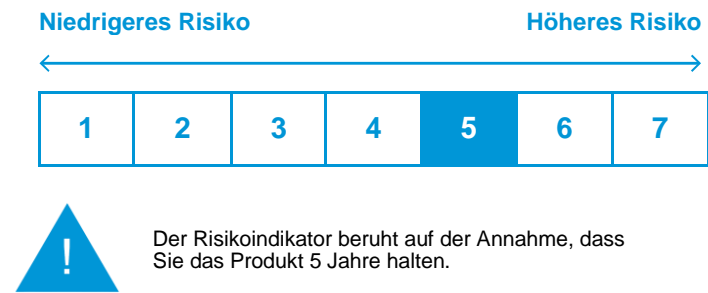 Niedrigeres Risiko Höheres Risiko
1 2 3 4 5 6 7
!
Der Risikoindikator beruht auf der Annahme, dass
Sie das Produkt 5 Jahre halten.